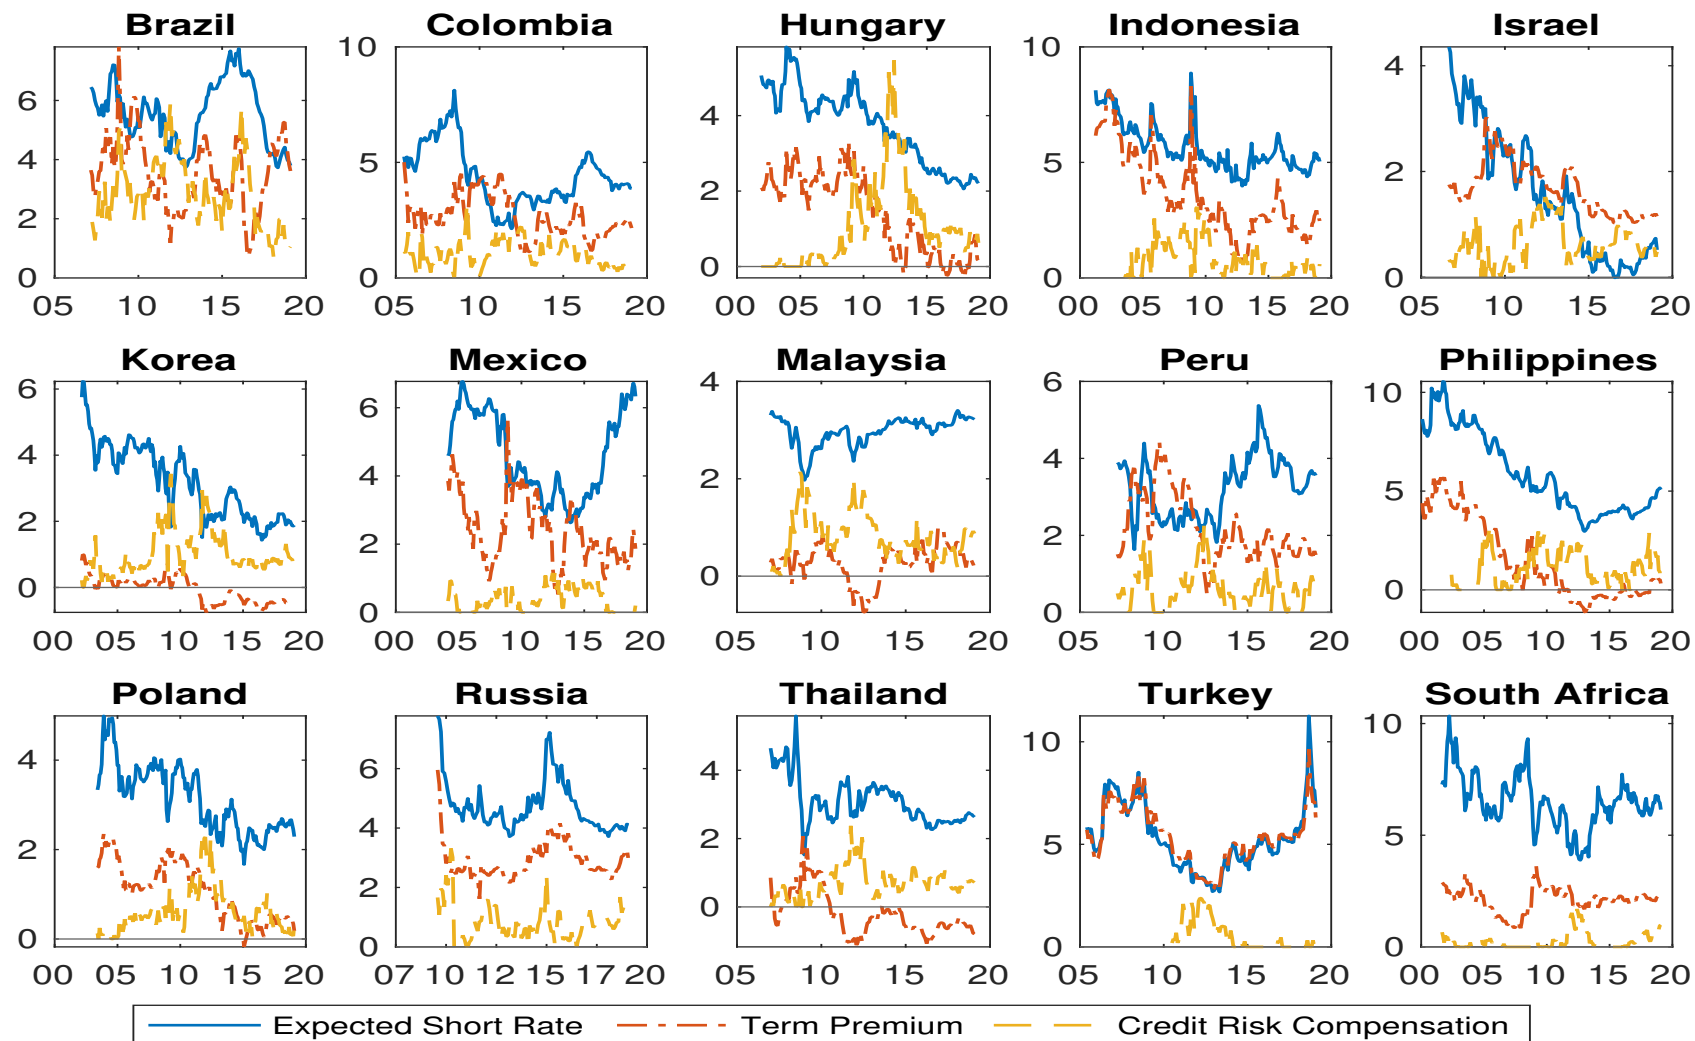 Brazil Colombia Hungary Indonesia Israel
6 4 2 0
10 5 0
4 2 0
10 5 0
4 2 0
05 10 15 20
05 10 15 20
00 05 10 15 20
00 05 10 15 20
05 10 15 20
Korea Mexico Malaysia Peru Philippines
6 4 2 0
6 4 2 0
4 2 0
6 4 2 0
10 5 0
00 05 10 15 20
00 05 10 15 20
05 10 15 20
05 10 15 20
00 05 10 15 20
Poland Russia Thailand Turkey South Africa
4 2 0
6 4 2 0
4 2 0
10 5 0
10 5 0
00 05 10 15 20
07 10 12 15 17 20
05 10 15 20
05 10 15 20
00 05 10 15 20
Expected Short Rate Term Premium Credit Risk Compensation